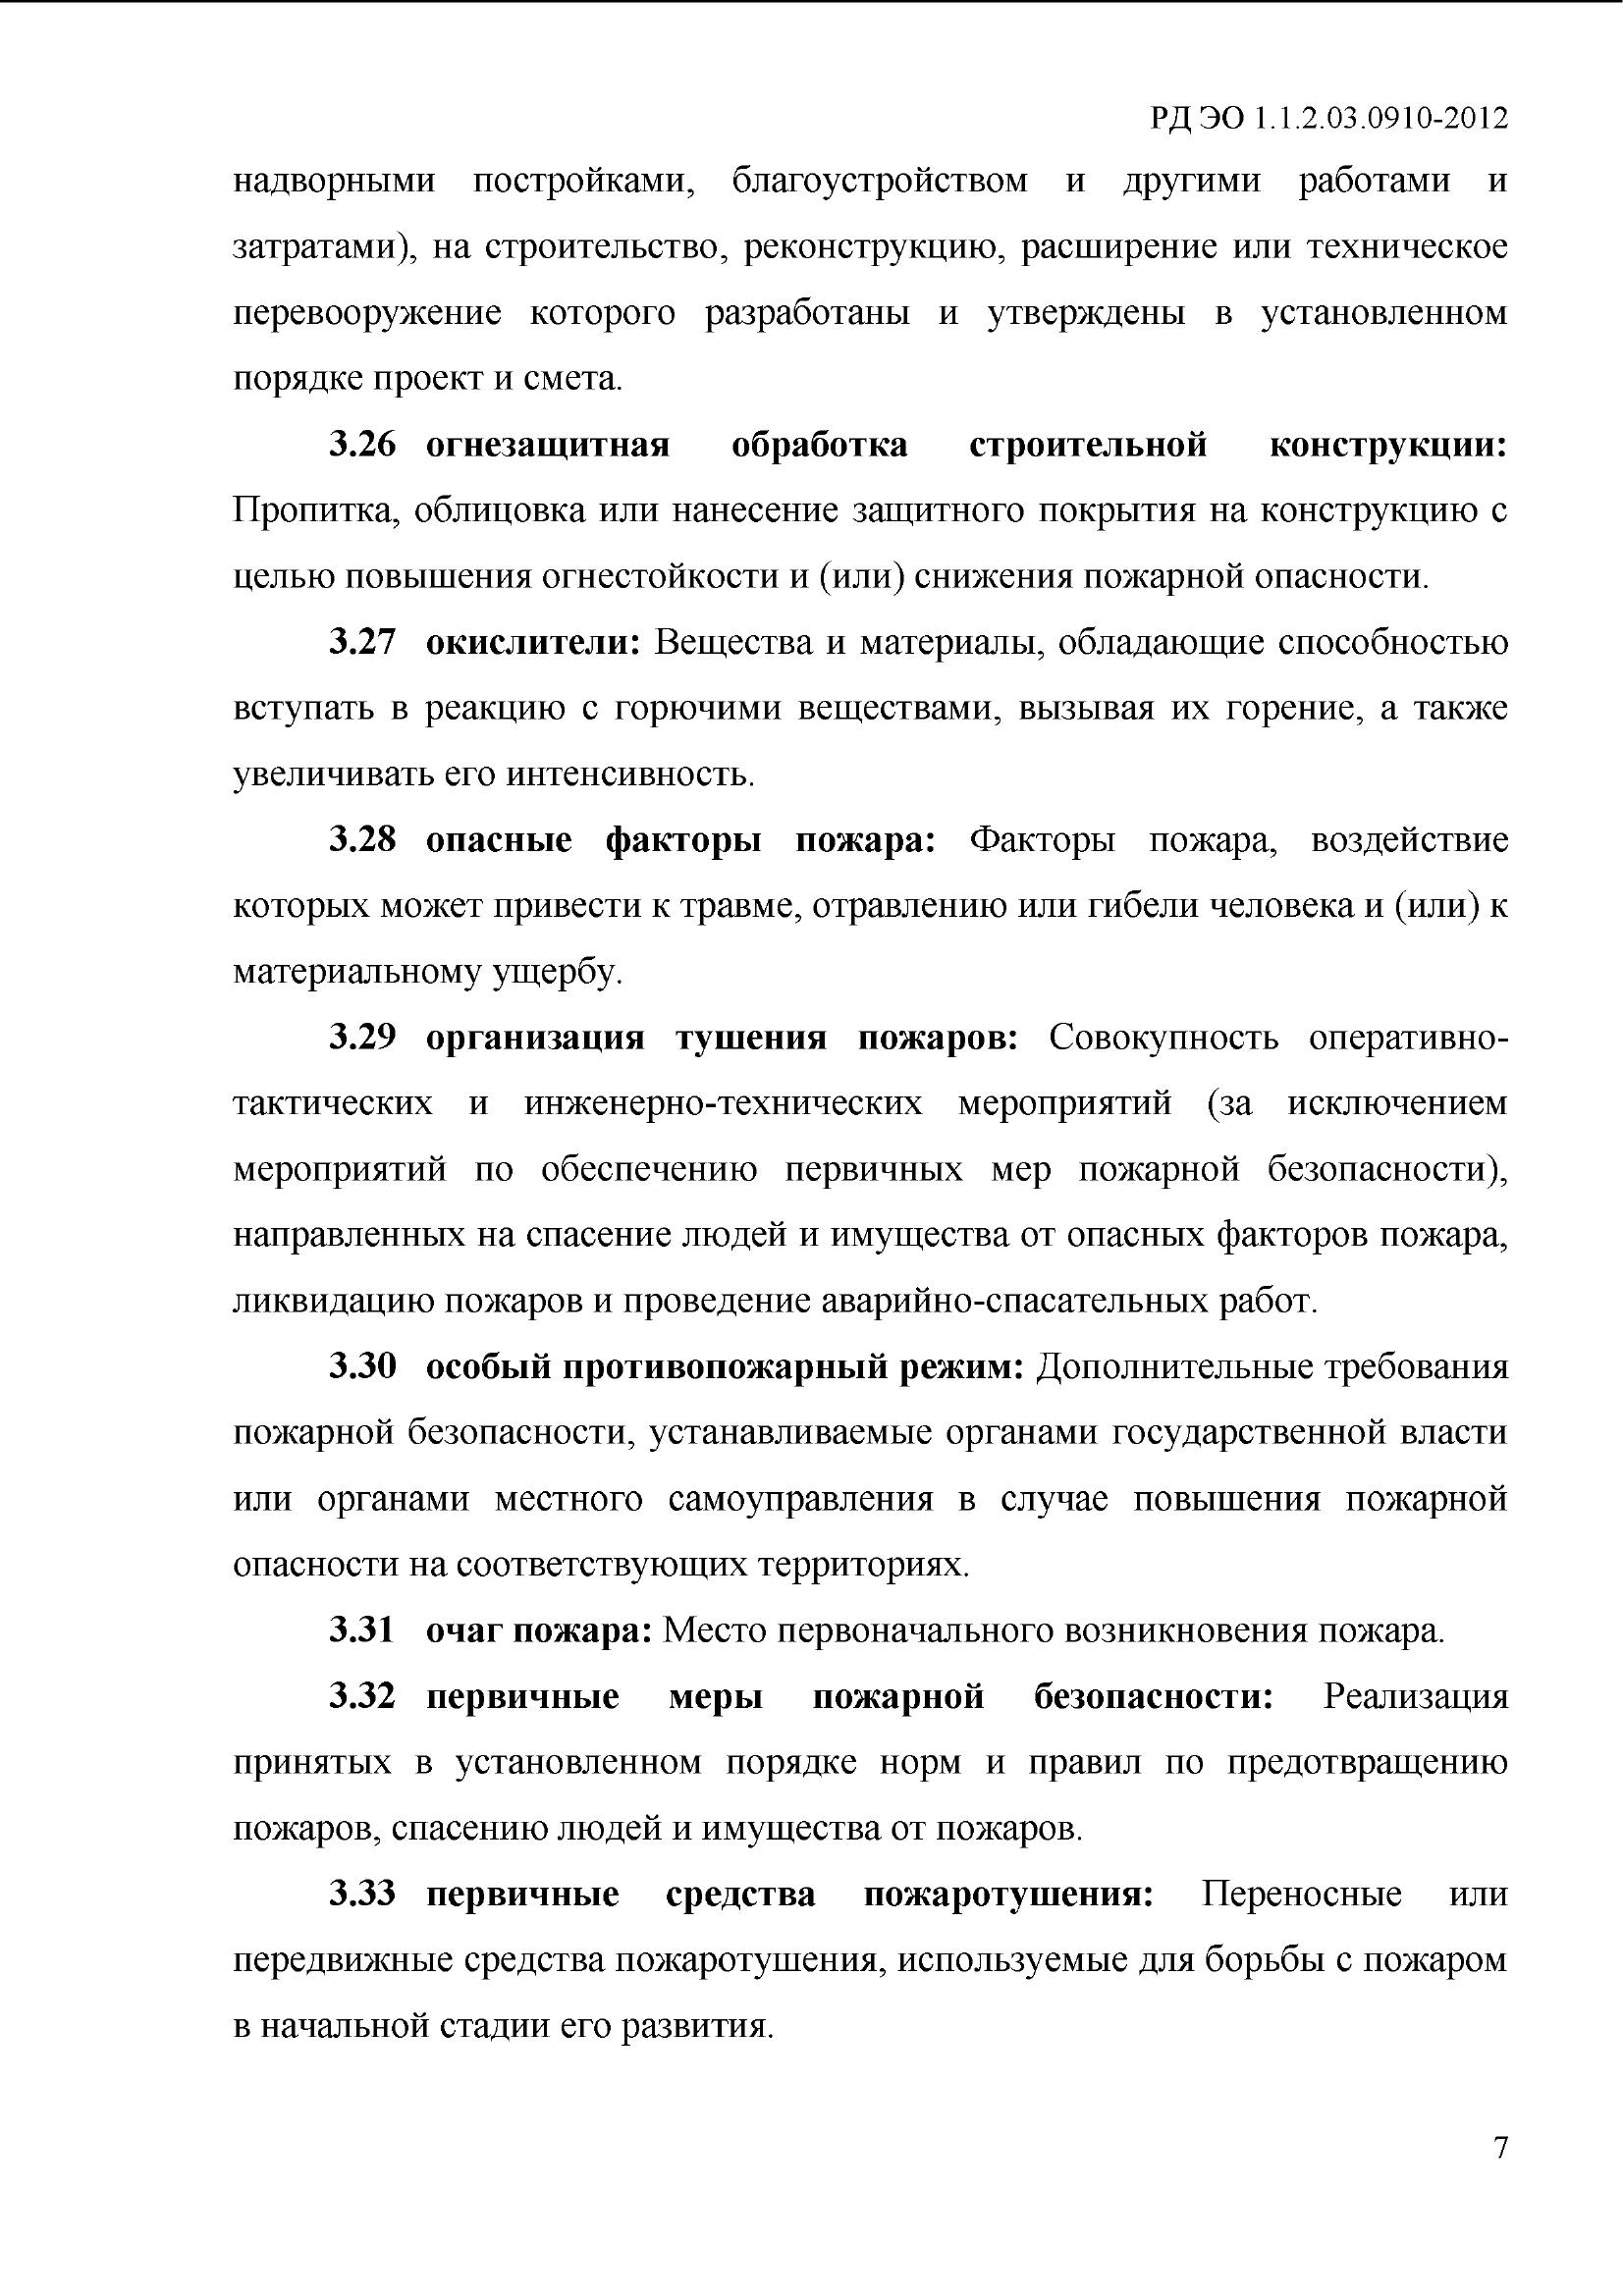 РД ЭО 1.1.2.03.0910-2012
надворными постройками, благоустройством и другими работами и
затратами), на строительство, реконструкцию, расширение или техническое
перевооружение которого разработаны и утверждены в установленном
порядке проект и смета.
3.26 огнезащитная обработка строительной конструкции:
Пропитка, облицовка или нанесение защитного покрытия на конструкцию с
целью повышения огнестойкости и (или) снижения пожарной опасности.
3.27 окислители: Вещества и материалы, обладающие способностью
вступать в реакцию с горючими веществами, вызывая их горение, а также
увеличивать его интенсивность.
3.28 опасные факторы пожара: Факторы пожара, воздействие
которых может привести к травме, отравлению или гибели человека и (или) к
материальному ущербу.
3.29 организация тушения пожаров: Совокупность оперативно-
тактических и инженерно-технических мероприятий (за исключением
мероприятий по обеспечению первичных мер пожарной безопасности),
направленных на спасение людей и имущества от опасных факторов пожара,
ликвидацию пожаров и проведение аварийно-спасательных работ.
3.30 особый противопожарный режим: Дополнительные требования
пожарной безопасности, устанавливаемые органами государственной власти
или органами местного самоуправления в случае повышения пожарной
опасности на соответствующих территориях.
3.31 очаг пожара: Место первоначального возникновения пожара.
3.32 первичные меры пожарной безопасности: Реализация
принятых в установленном порядке норм и правил по предотвращению
пожаров, спасению людей и имущества от пожаров.
3.33 первичные средства пожаротушения: Переносные или
передвижные средства пожаротушения, используемые для борьбы с пожаром
в начальной стадии его развития.
7